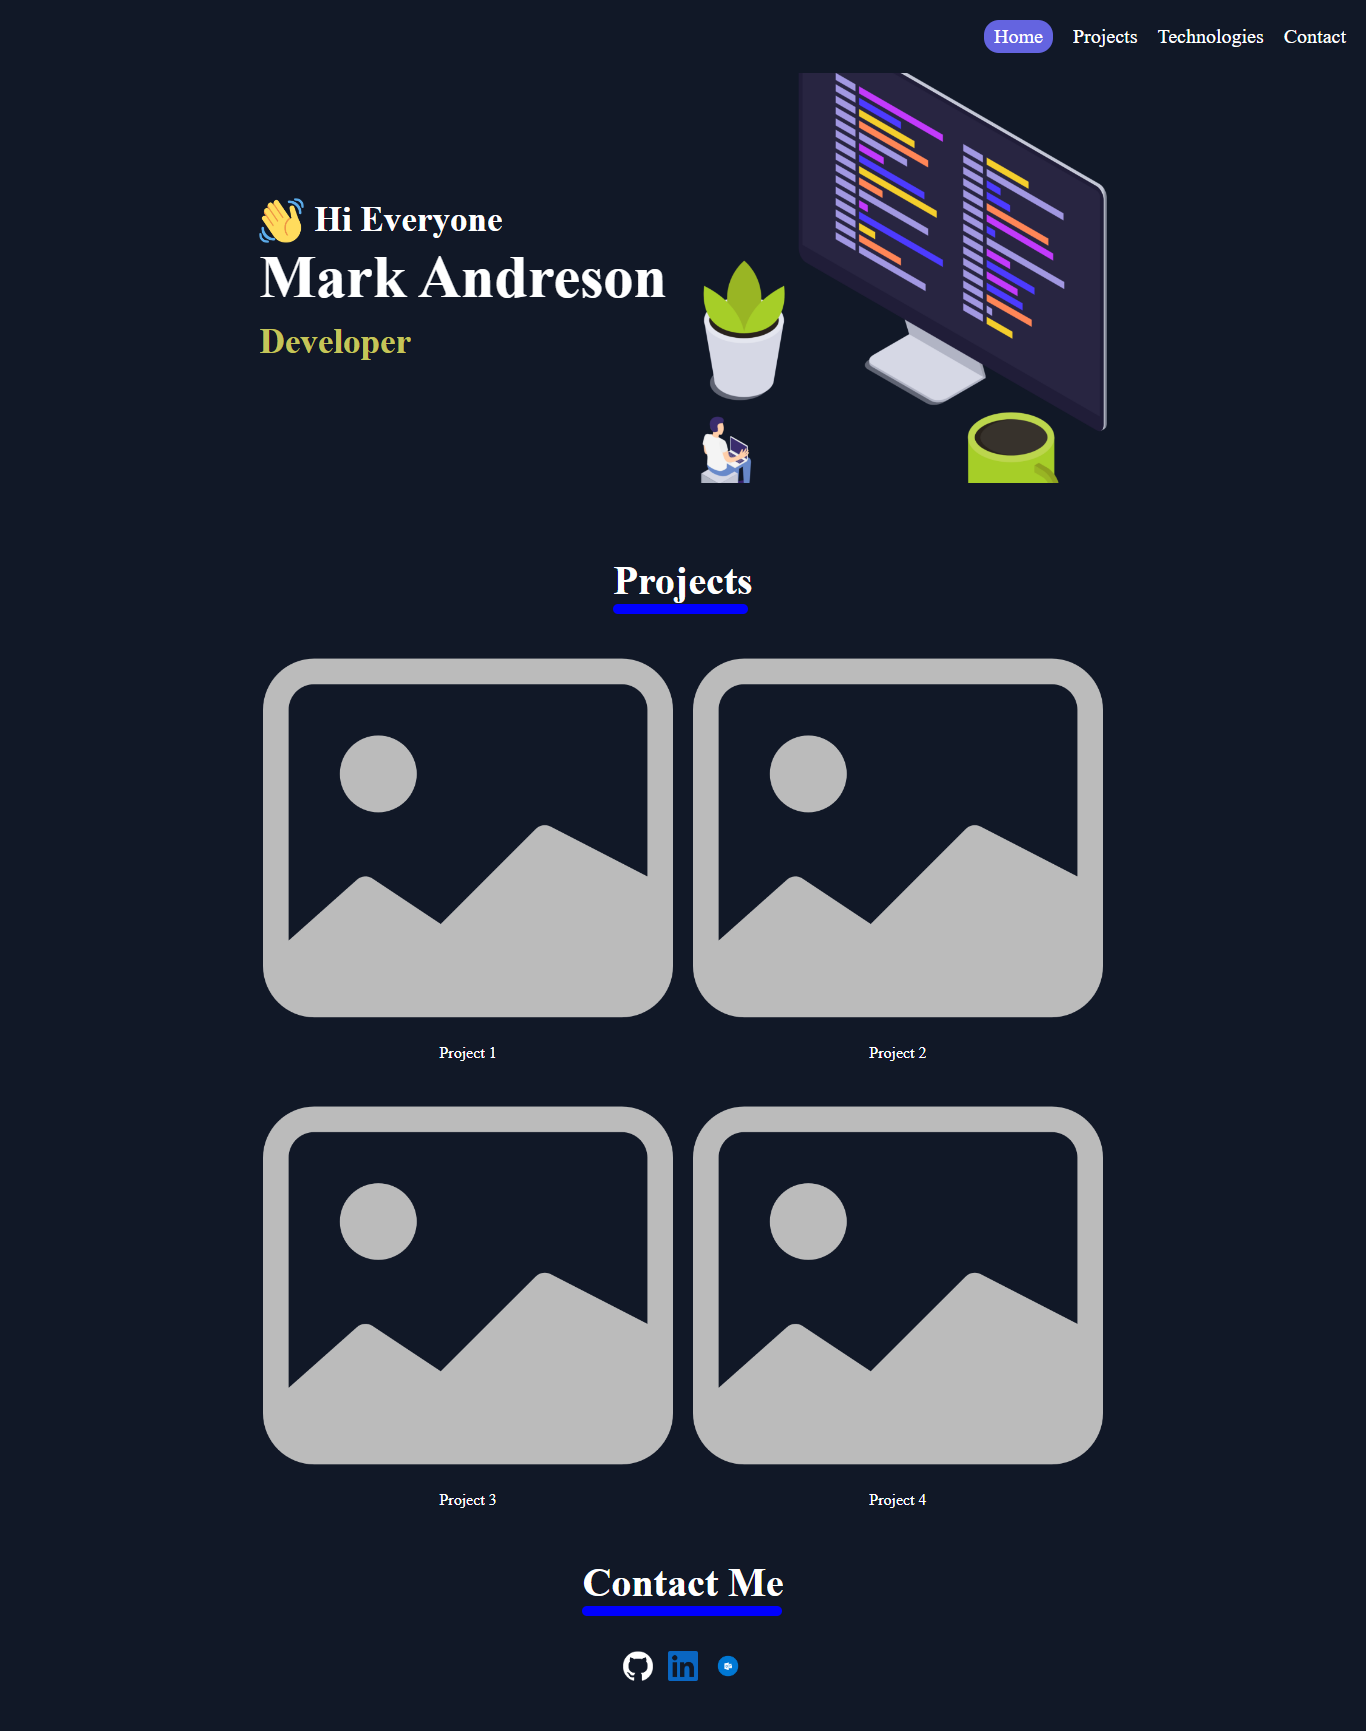 Home Projects Technologies Contact
👋 Hi Everyone
Mark Andreson
Developer
Projects
Project 1
Project 2
Project 3
Project 4
Contact Me
in